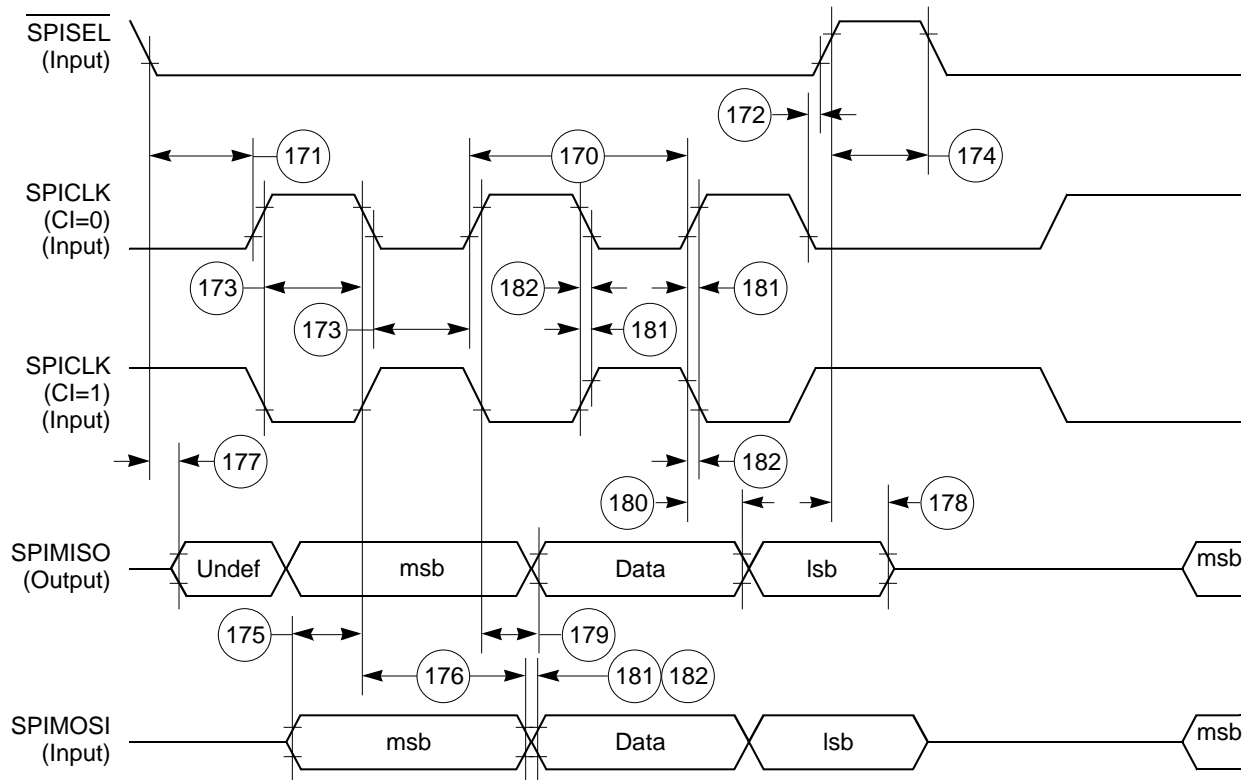 SPISEL
(Input)
172
171
170
174
SPICLK
(CI=0)
(Input)
173
182
181
173
181
SPICLK
(CI=1)
(Input)
177
182
180
178
SPIMISO
(Output)
Undef
msb
Data
lsb
msb
175
179
176
181
182
SPIMOSI
(Input)
msb
Data
lsb
msb